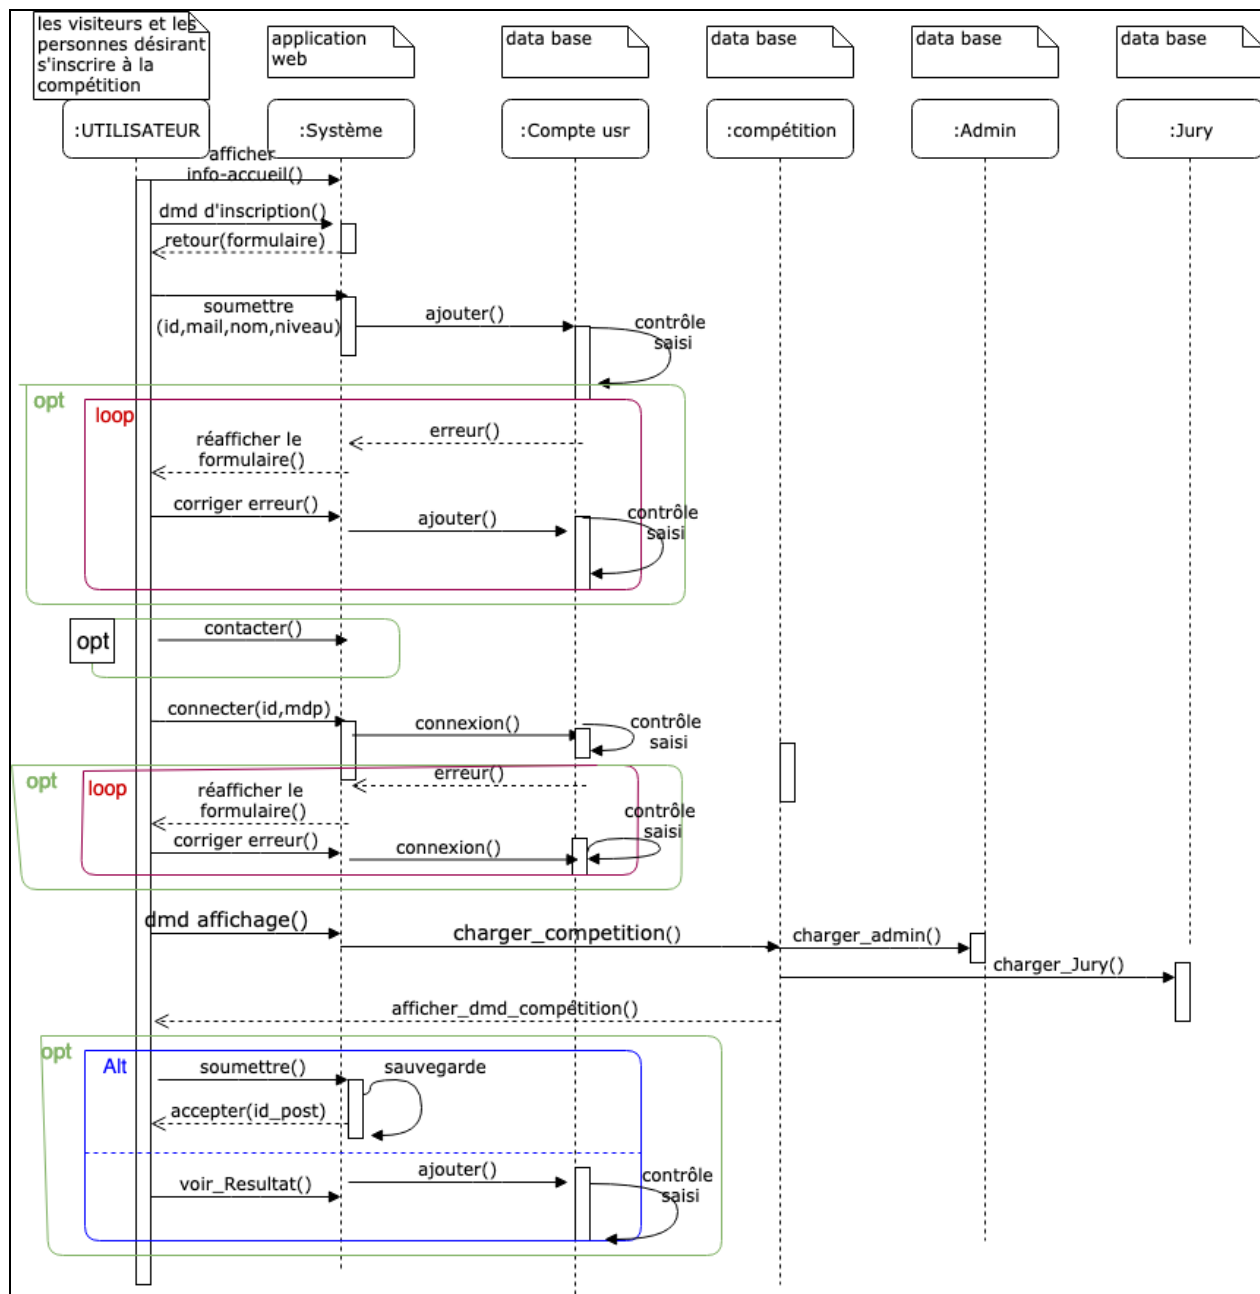 les visiteurs et les
personnes désirant
s'inscrire à la
compétition
application
web
data base
data base
data base
data base
:UTILISATEUR
:Système
:Compte usr
:compétition
:Admin
:Jury
afficher
info-accueil()
dmd d'inscription()
retour(formulaire)
soumettre
(id,mail,nom,niveau)
ajouter()
contrôle
saisi
opt
loop
erreur()
réafficher le
formulaire()
corriger erreur()
ajouter()
contrôle
saisi
opt
contacter()
connecter(id,mdp)
connexion()
contrôle
saisi
opt
loop
erreur()
réafficher le
formulaire()
contrôle
saisi
corriger erreur()
connexion()
dmd affichage()
charger_competition()
charger_admin()
charger_Jury()
afficher_dmd_compétition()
opt
Alt
soumettre()
sauvegarde
accepter(id_post)
ajouter()
voir_Resultat()
contrôle
saisi